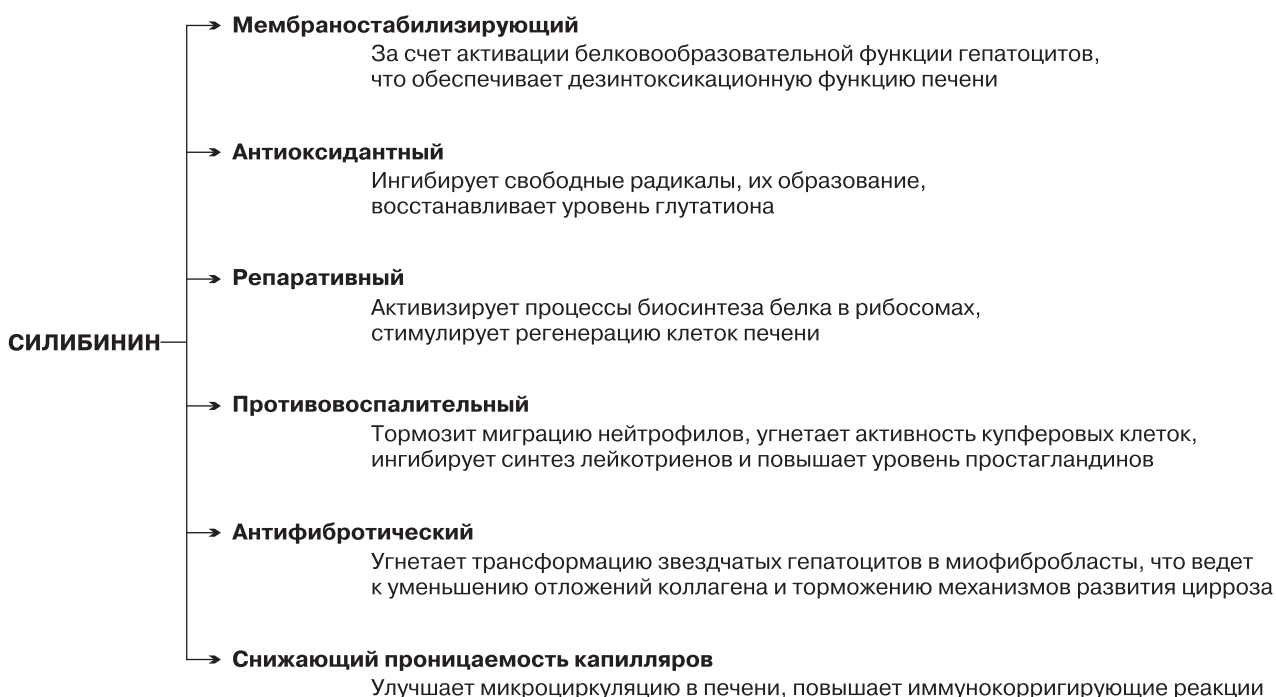 Мембраностабилизирующий
За счет активации белковообразовательной функции гепатоцитов,
что обеспечивает дезинтоксикационную функцию печени
Антиоксидантный
Ингибирует свободные радикалы, их образование,
восстанавливает уровень глутатиона
Репаративный
Активизирует процессы биосинтеза белка в рибосомах,
стимулирует регенерацию клеток печени
СИЛИБИНИН
Противовоспалительный
Тормозит миграцию нейтрофилов, угнетает активность купферовых клеток,
ингибирует синтез лейкотриенов и повышает уровень простагландинов
Антифибротический
Угнетает трансформацию звездчатых гепатоцитов в миофибробласты, что ведет
к уменьшению отложений коллагена и торможению механизмов развития цирроза
Снижающий проницаемость капилляров
Улучшает микроциркуляцию в печени, повышает иммунокорригирующие реакции